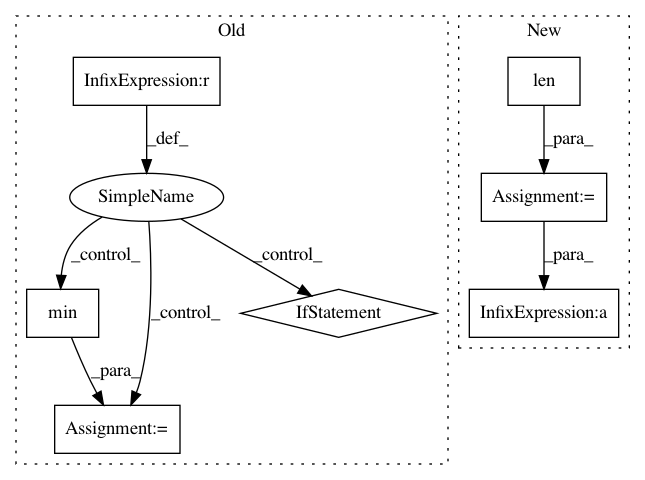 Old
New
InfixExpression:r
len
_def_
_para_
SimpleName
Assignment:=
_control_
_control_
_para_
_control_
min
IfStatement
InfixExpression:a
_para_
Assignment:=